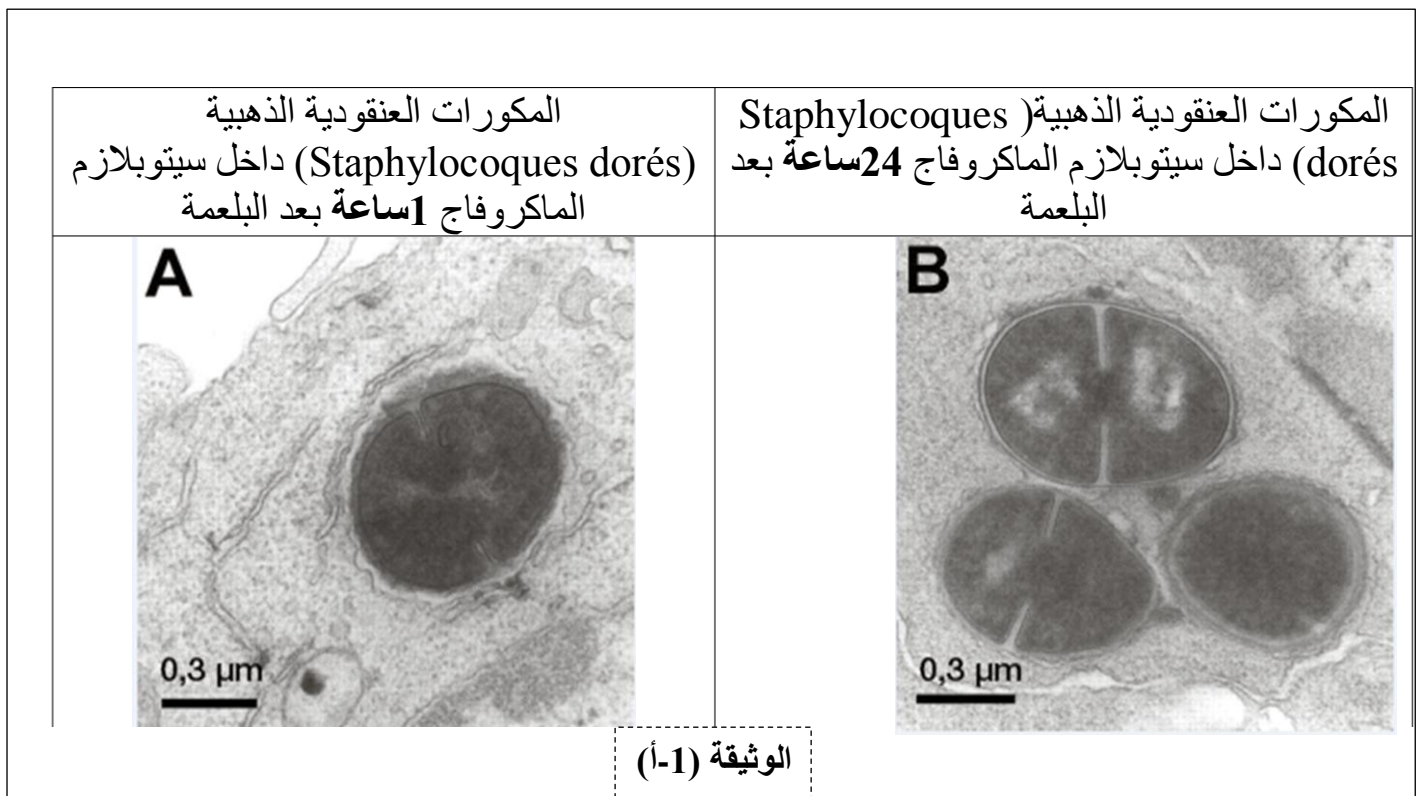 المكورات العنقودية الذهبية( Staphylocoques
dorés) داخل سيتوبلازم الماكروفاج 24ساعة بعد
البلعمة
المكورات العنقودية الذهبية
(Staphylocoques dorés) داخل سيتوبلازم
الماكروفاج 1ساعة بعد البلعمة
A
0,3 µm
B
0,3 µm
الوثيقة (1-أ)